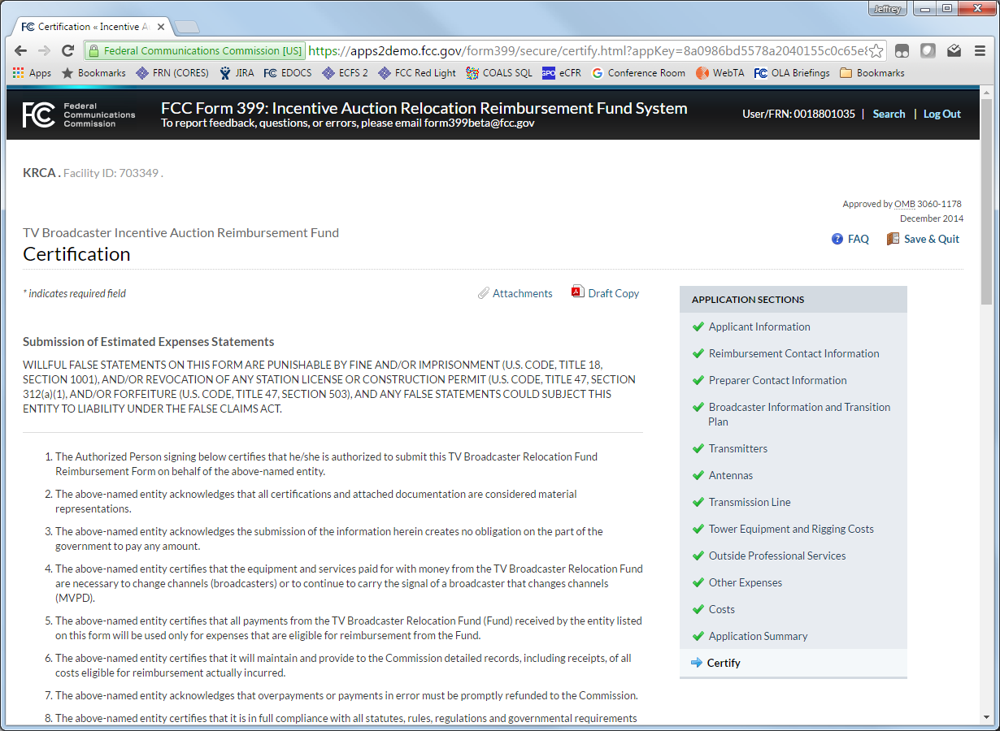 Jeffrey
Certification « Incentive A
Federal Communications Commission [US] https://apps2demo.fcc.gov/form399/secure/certify.html?appKey=8a0986bd5578a2040155c0c65e8
Apps Bookmarks FRN (CORES) JIRA EDOCS ECFS 2 FCC Red Light COALS SQL GPO eCFR Conference Room WebTA OLA Briefings Bookmarks
FCC Federal Communications Commission
FCC Form 399: Incentive Auction Relocation Reimbursement Fund System
To report feedback, questions, or errors, please email form399beta@fcc.gov
User/FRN: 0018801035 | Search | Log Out
KRCA . Facility ID: 703349 .
Approved by OMB 3060-1178
December 2014
TV Broadcaster Incentive Auction Reimbursement Fund
FAQ Save & Quit
Certification
* indicates required field
Attachments Draft Copy
Submission of Estimated Expenses Statements
WILLFUL FALSE STATEMENTS ON THIS FORM ARE PUNISHABLE BY FINE AND/OR IMPRISONMENT (U.S. CODE, TITLE 18,
SECTION 1001), AND/OR REVOCATION OF ANY STATION LICENSE OR CONSTRUCTION PERMIT (U.S. CODE, TITLE 47, SECTION
312(a)(1), AND/OR FORFEITURE (U.S. CODE, TITLE 47, SECTION 503), AND ANY FALSE STATEMENTS COULD SUBJECT THIS
ENTITY TO LIABILITY UNDER THE FALSE CLAIMS ACT.
1. The Authorized Person signing below certifies that he/she is authorized to submit this TV Broadcaster Relocation Fund
Reimbursement Form on behalf of the above-named entity.
2. The above-named entity acknowledges that all certifications and attached documentation are considered material
representations.
3. The above-named entity acknowledges the submission of the information herein creates no obligation on the part of the
government to pay any amount.
4. The above-named entity certifies that the equipment and services paid for with money from the TV Broadcaster Relocation Fund
are necessary to change channels (broadcasters) or to continue to carry the signal of a broadcaster that changes channels
(MVPD).
5. The above-named entity certifies that all payments from the TV Broadcaster Relocation Fund (Fund) received by the entity listed
on this form will be used only for expenses that are eligible for reimbursement from the Fund.
6. The above-named entity certifies that it will maintain and provide to the Commission detailed records, including receipts, of all
costs eligible for reimbursement actually incurred.
7. The above-named entity acknowledges that overpayments or payments in error must be promptly refunded to the Commission.
8. The above-named entity certifies that it is in full compliance with all statutes, rules, regulations and governmental requirements
APPLICATION SECTIONS
Applicant Information
Reimbursement Contact Information
Preparer Contact Information
Broadcaster Information and Transition
Plan
Transmitters
Antennas
Transmission Line
Tower Equipment and Rigging Costs
Outside Professional Services
Other Expenses
Costs
Application Summary
Certify